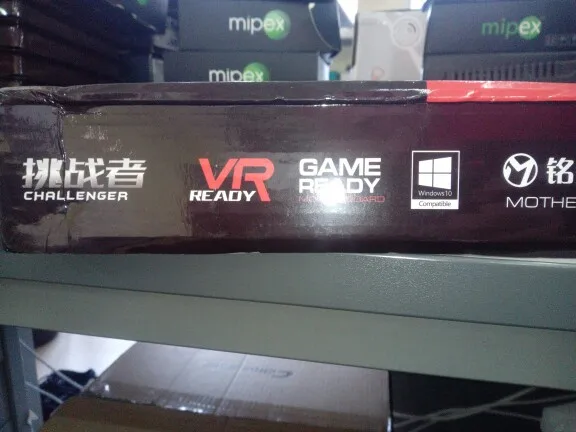 mipex
mipex
mipex
挑战者
CHALLENGER
VR
READY
GAME
READY
Windows10
Compatible
铭
MOTHE